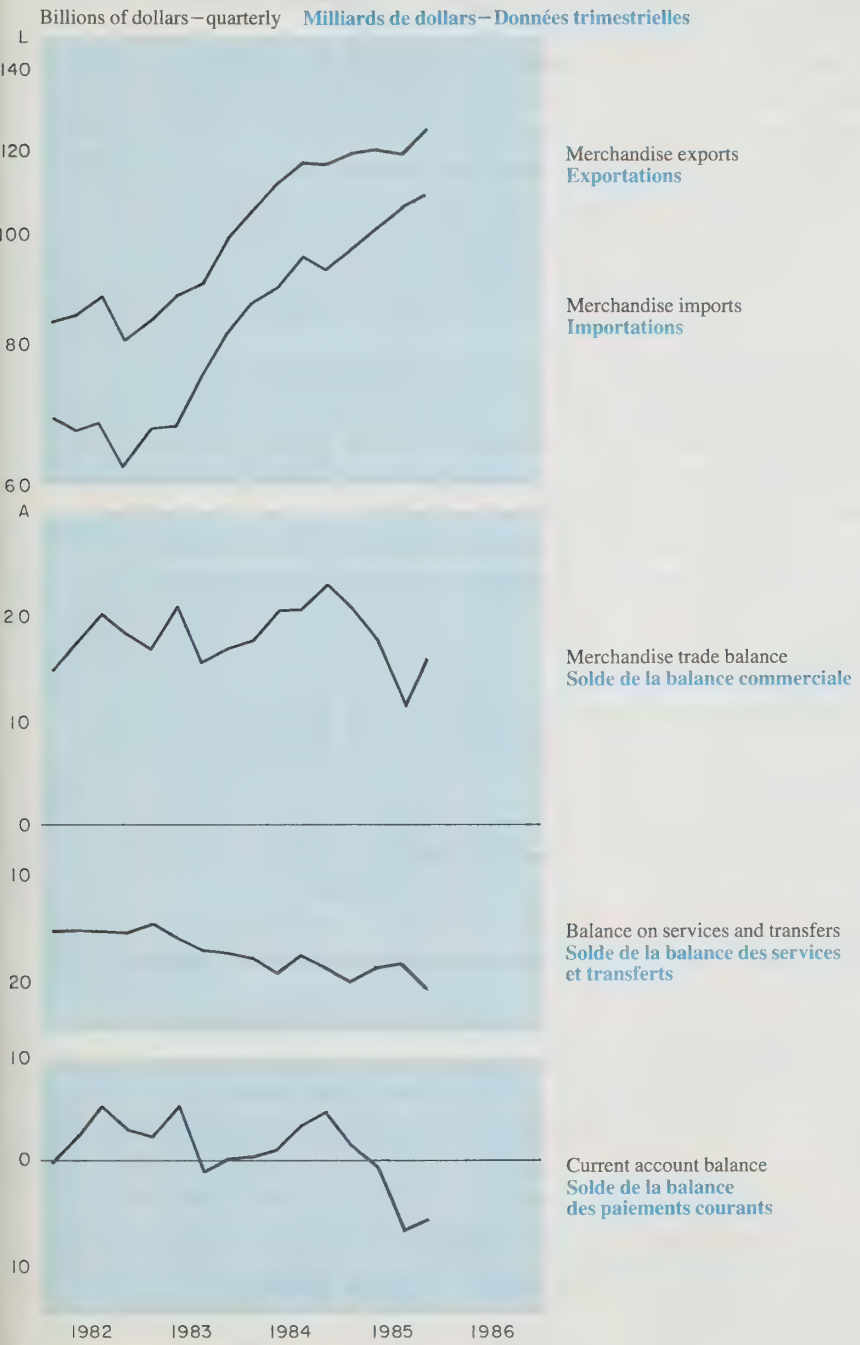 Billions of dollars–quarterly Milliards de dollars–Données trimestrielles
L
140
120
Merchandise exports
Exportations
100
Merchandise imports
Importations
80
60
A
20
Merchandise trade balance
Solde de la balance commerciale
10
0
10
Balance on services and transfers
Solde de la balance des services
et transferts
20
10
0
Current account balance
Solde de la balance
des paiements courants
10
1982 1983 1984 1985 1986